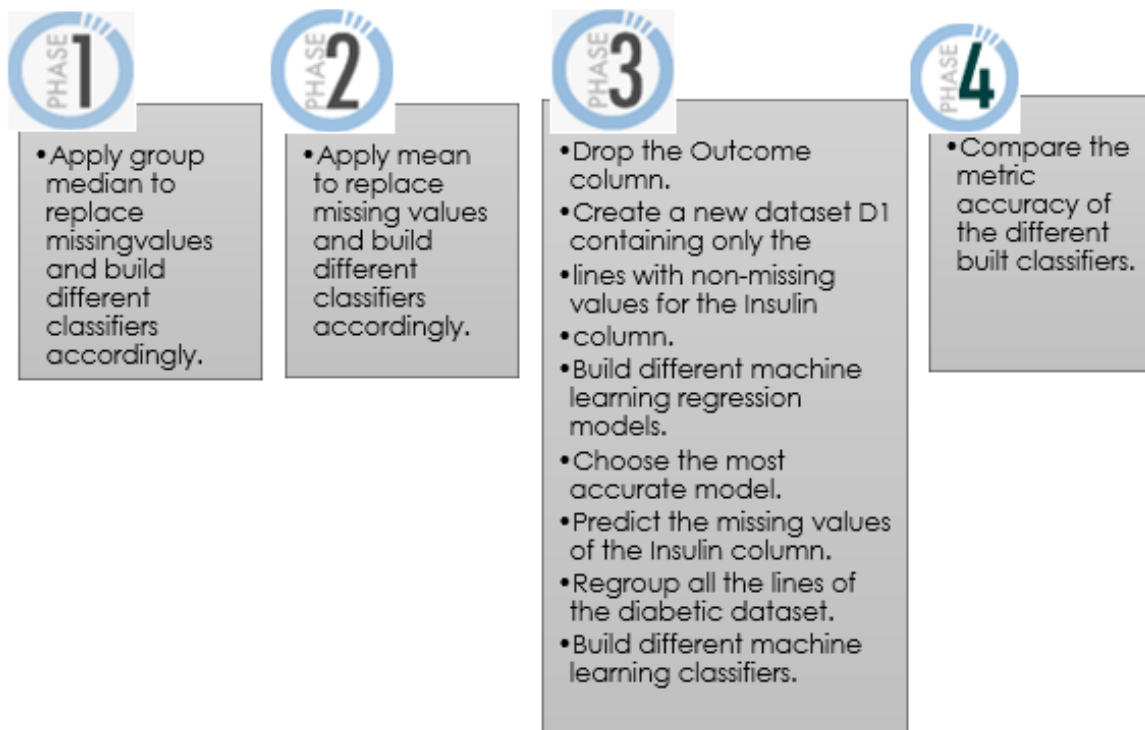 PHASE 1
•Apply group
median to
replace
missingvalues
and build
different
classifiers
accordingly.
PHASE 2
•Apply mean
to replace
missing values
and build
different
classifiers
accordingly.
PHASE 3
•Drop the Outcome
column.
•Create a new dataset D1
containing only the
•lines with non-missing
values for the Insulin
•column.
•Build different machine
learning regression
models.
•Choose the most
accurate model.
•Predict the missing values
of the Insulin column.
•Regroup all the lines of
the diabetic dataset.
•Build different machine
learning classifiers.
PHASE 4
•Compare the
metric
accuracy of
the different
built classifiers.